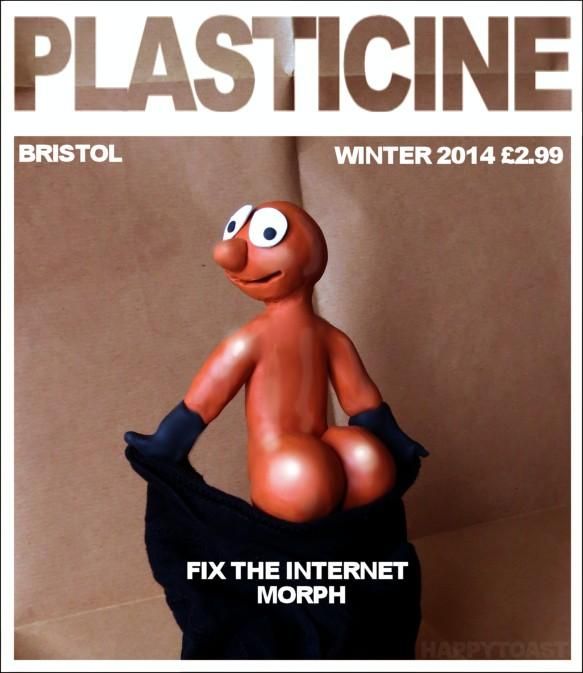 PLASTICINE
BRISTOL
WINTER 2014 £2.99
FIX THE INTERNET
MORPH
HAPPYTOAST